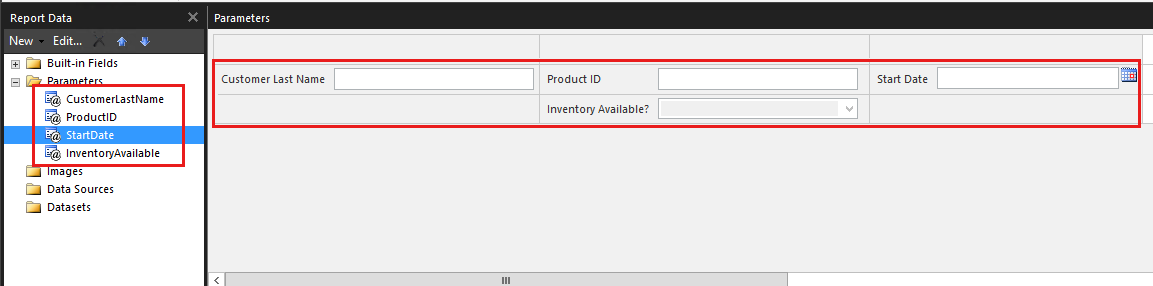 Report Data
New Edit...
Built-in Fields
Parameters
CustomerLastName
ProductID
StartDate
InventoryAvailable
Images
Data Sources
Datasets
Parameters
Customer Last Name Product ID Start Date
Inventory Available?